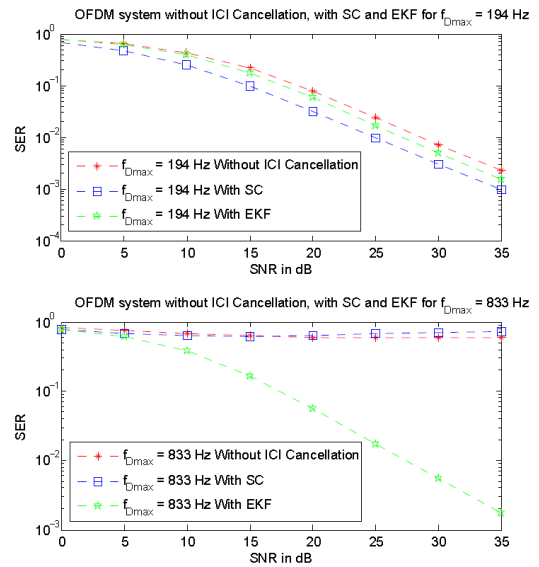 OFDM system without ICI Cancellation, with SC and EKF for fDmax = 194 Hz
10^0
10^-1
10^-2
10^-3
10^-4
SER
fDmax = 194 Hz Without ICI Cancellation
fDmax = 194 Hz With SC
fDmax = 194 Hz With EKF
0 5 10 15 20 25 30 35
SNR in dB
OFDM system without ICI Cancellation, with SC and EKF for fDmax = 833 Hz
10^0
10^-1
10^-2
10^-3
SER
fDmax = 833 Hz Without ICI Cancellation
fDmax = 833 Hz With SC
fDmax = 833 Hz With EKF
0 5 10 15 20 25 30 35
SNR in dB